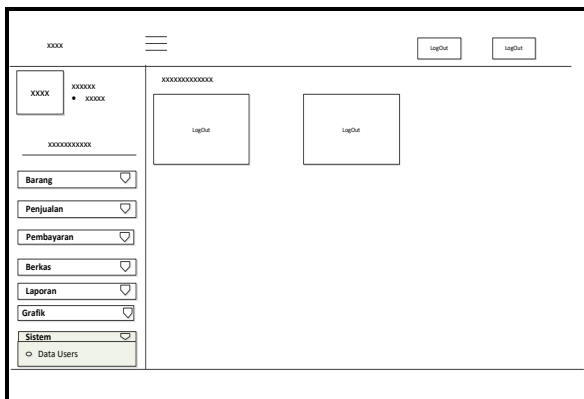 xxxx
LogOut
LogOut
xxxx
xxxxxx
• xxxxx
xxxxxxxxxxxxx
LogOut
LogOut
xxxxxxxxxxx
Barang
Penjualan
Pembayaran
Berkas
Laporan
Grafik
Sistem
Data Users